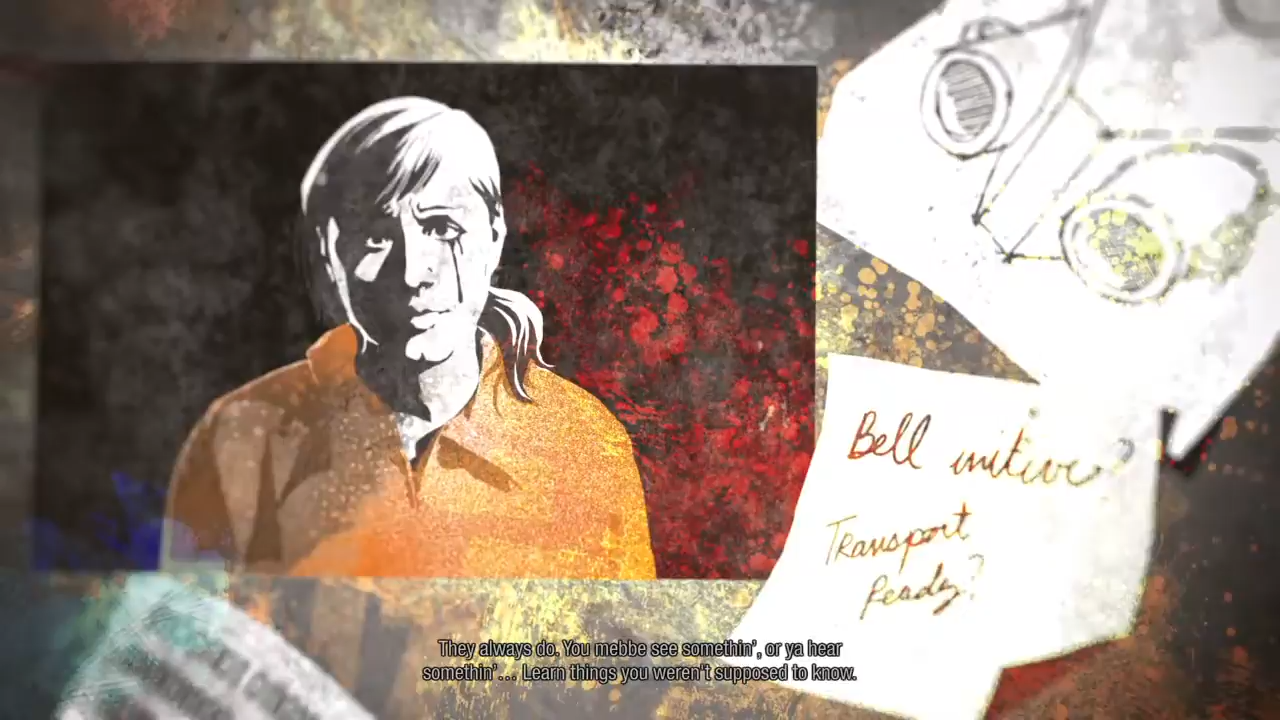 Bell
Transport
Ready?
They always do. You mebbe see somethin', or ya hear
somethin'... Learn things you weren't supposed to know.